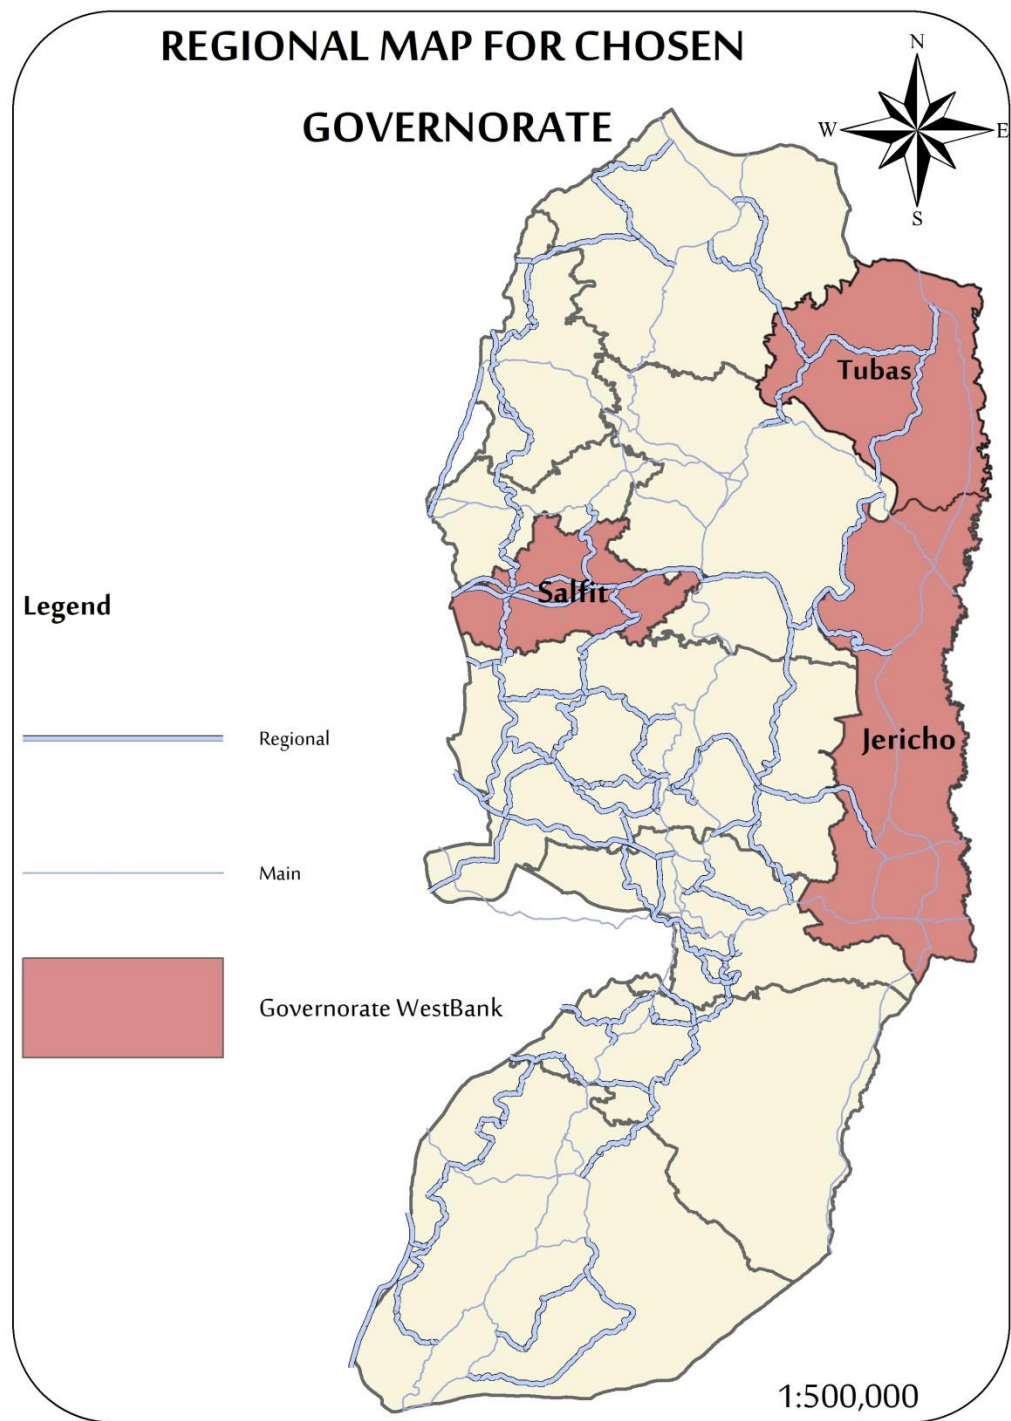 REGIONAL MAP FOR CHOSEN
GOVERNORATE
N
W
E
S
Tubas
Salfit
Legend
Regional
Jericho
Main
Governorate WestBank
1:500,000